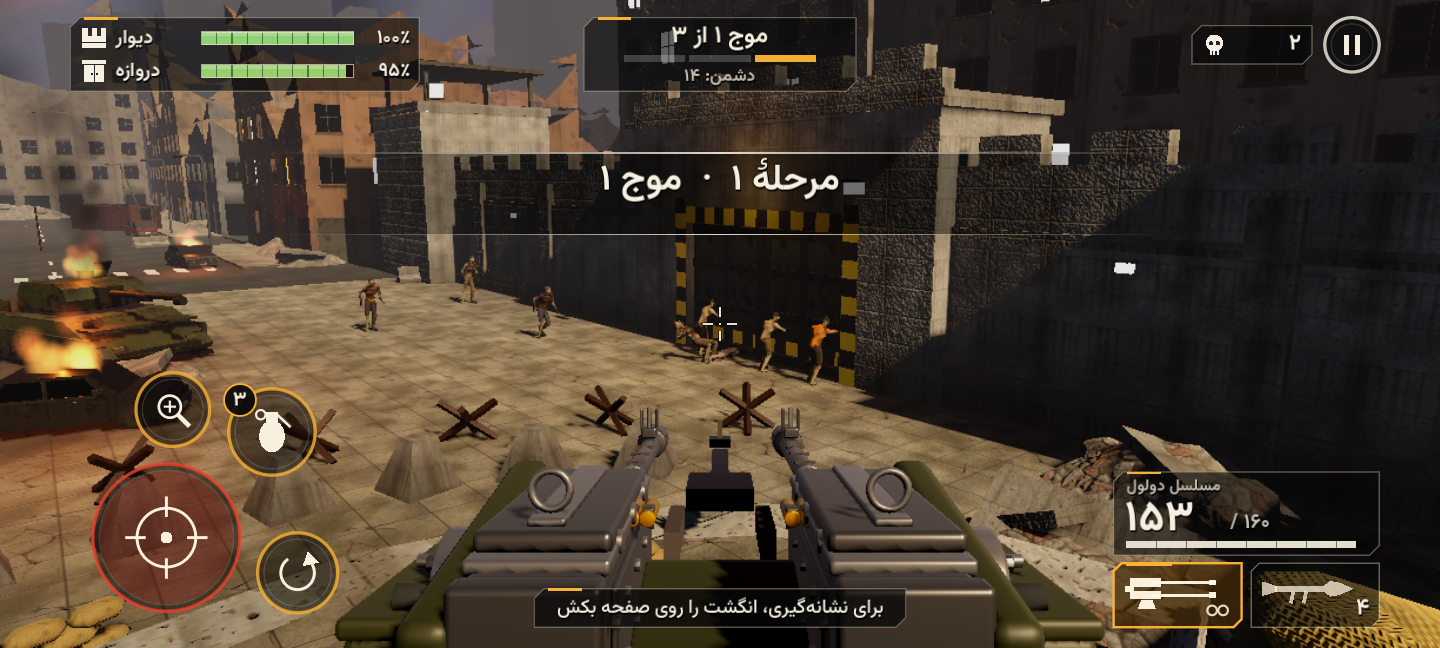 دیوار ۱۰۰٪
دروازه ۹۵٪
موج ۱ از ۳
دشمن: ۱۴
۲
مرحلهٔ ۱ · موج ۱
۳
مسلسل دولول
۱۵۳ / ۱۶۰
∞
۴
برای نشانه‌گیری، انگشت را روی صفحه بکش